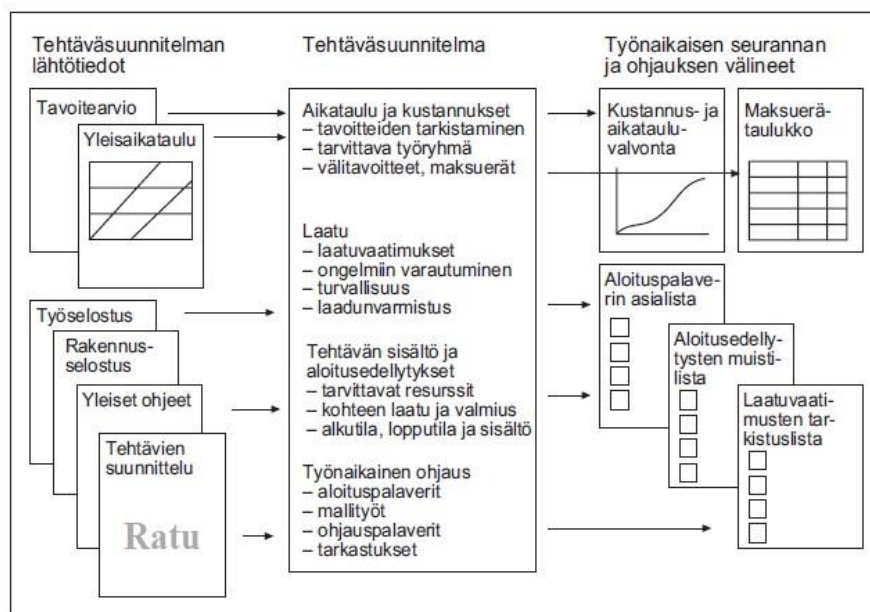 Tehtäväsuunnitelman
lähtötiedot
Tavoitearvio
Yleisaikataulu
Työselostus
Rakennus-
selostus
Yleiset ohjeet
Tehtävien
suunnittelu
Ratu
Tehtäväsuunnitelma
Aikataulu ja kustannukset
– tavoitteiden tarkistaminen
– tarvittava työryhmä
– välitavoitteet, maksuerät
Laatu
– laatuvaatimukset
– ongelmiin varautuminen
– turvallisuus
– laadunvarmistus
Tehtävän sisältö ja
aloitusedellytykset
– tarvittavat resurssit
– kohteen laatu ja valmius
– alkutila, lopputila ja sisältö
Työnaikainen ohjaus
– aloituspalaverit
– mallityöt
– ohjauspalaverit
– tarkastukset
Työnaikaisen seurannan
ja ohjauksen välineet
Kustannus- ja
aikataulu-
valvonta
Maksuerä-
taulukko
Aloituspalave-
rin asialista
Aloitusedelly-
tysten muisti-
lista
Laatuvaati-
musten tar-
kistuslista